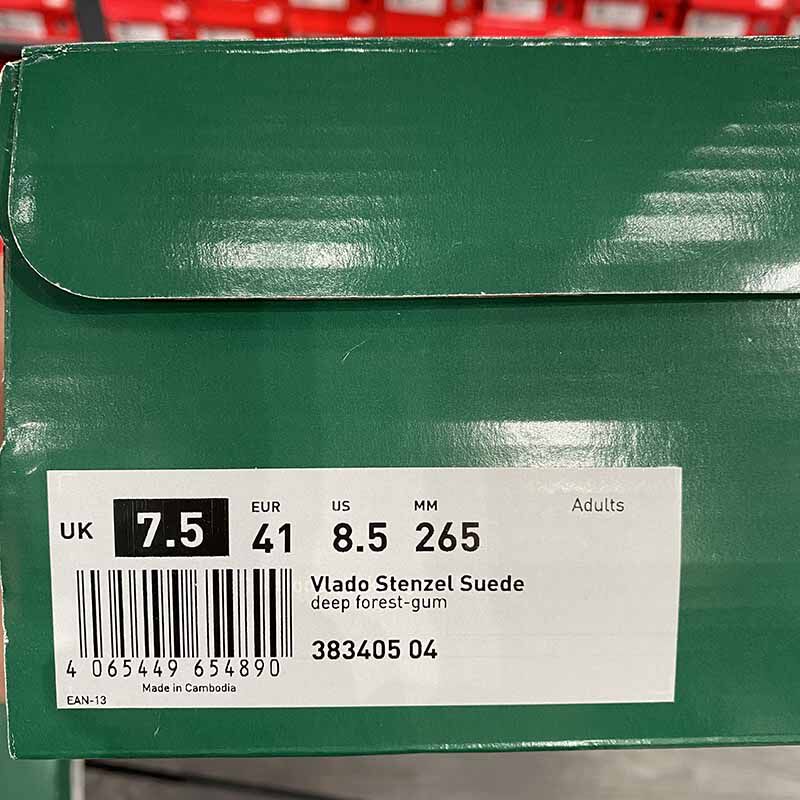 Adults
EUR US MM
UK 7.5 41 8.5 265
Vlado Stenzel Suede
deep forest-gum
383405 04
4 065449 654890
Made in Cambodia
EAN-13